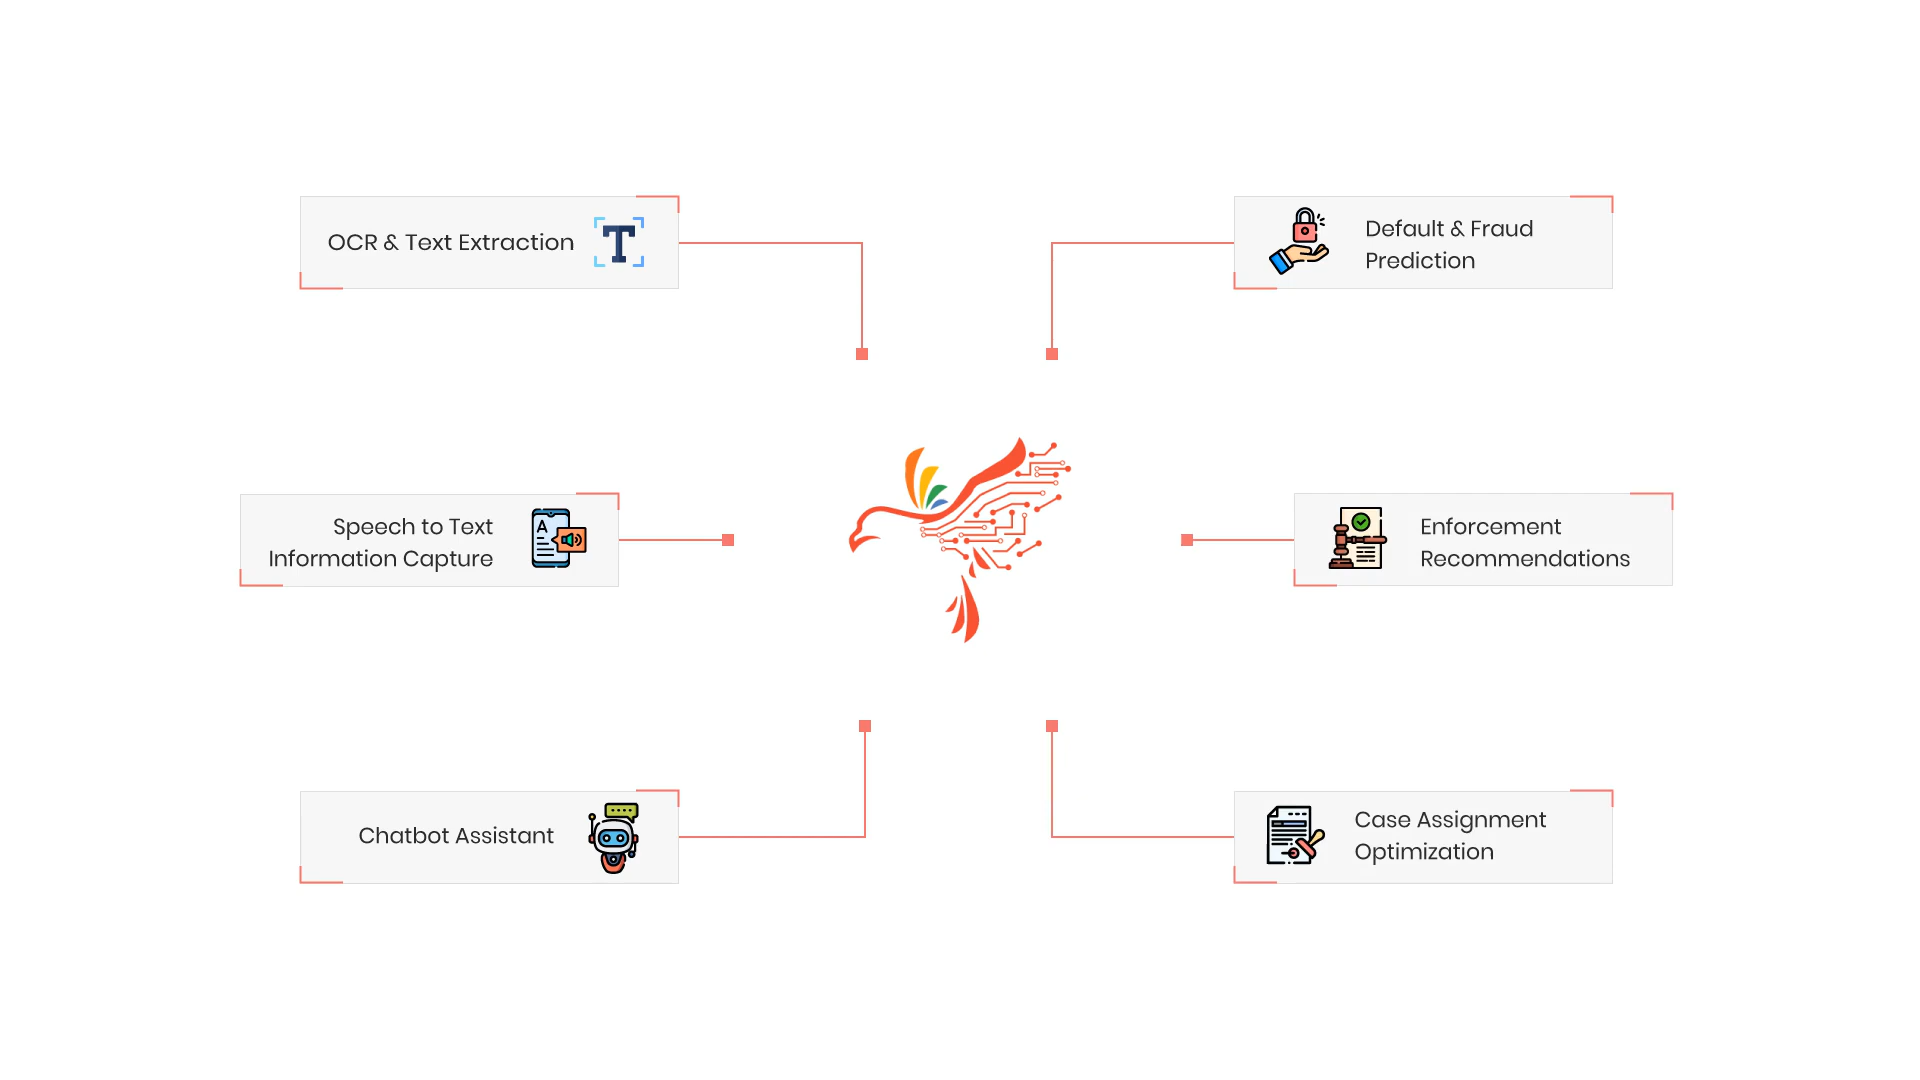 OCR & Text Extraction
Speech to Text
Information Capture
Chatbot Assistant
Default & Fraud
Prediction
Enforcement
Recommendations
Case Assignment
Optimization